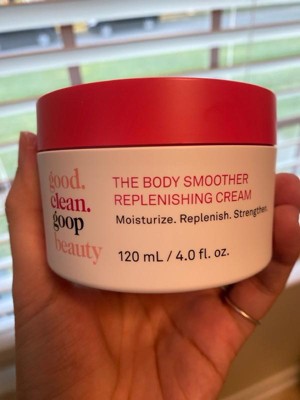 good.
clean.
goop
beauty
THE BODY SMOOTHER
REPLENISHING CREAM
Moisturize. Replenish. Strengthen.
120 mL / 4.0 fl. oz.